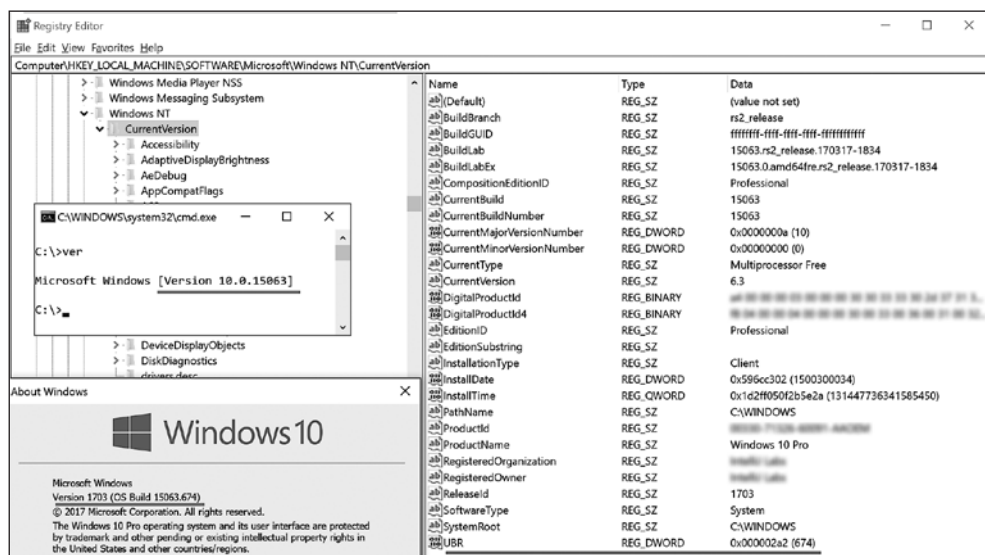 Registry Editor
File Edit View Favorites Help
Computer\HKEY_LOCAL_MACHINE\SOFTWARE\Microsoft\Windows NT\CurrentVersion
Windows Media Player NSS
Windows Messaging Subsystem
Windows NT
CurrentVersion
Accessibility
AdaptiveDisplayBrightness
AeDebug
AppCompatFlags
C:\WINDOWS\system32\cmd.exe
C:\>ver
Microsoft Windows [Version 10.0.15063]
C:\>
DeviceDisplayObjects
DiskDiagnostics
drivers.desc
About Windows
Windows 10
Microsoft Windows
Version 1703 (OS Build 15063.674)
© 2017 Microsoft Corporation. All rights reserved.
The Windows 10 Pro operating system and its user interface are protected
by trademark and other pending or existing intellectual property rights in
the United States and other countries/regions.
Name Type Data
(Default) REG_SZ (value not set)
BuildBranch REG_SZ rs2_release
BuildGUID REG_SZ ffffffff-ffff-ffff-ffff-ffffffffffff
BuildLab REG_SZ 15063.rs2_release.170317-1834
BuildLabEx REG_SZ 15063.0.amd64fre.rs2_release.170317-1834
CompositionEditionID REG_SZ Professional
CurrentBuild REG_SZ 15063
CurrentBuildNumber REG_SZ 15063
CurrentMajorVersionNumber REG_DWORD 0x0000000a (10)
CurrentMinorVersionNumber REG_DWORD 0x00000000 (0)
CurrentType REG_SZ Multiprocessor Free
CurrentVersion REG_SZ 6.3
DigitalProductId REG_BINARY
DigitalProductId4 REG_BINARY
EditionID REG_SZ Professional
EditionSubstring REG_SZ
InstallationType REG_SZ Client
InstallDate REG_DWORD 0x596cc302 (1500300034)
InstallTime REG_QWORD 0x1d2ff050f2b5e2a (131447736341585450)
PathName REG_SZ C:\WINDOWS
ProductId REG_SZ
ProductName REG_SZ Windows 10 Pro
RegisteredOrganization REG_SZ
RegisteredOwner REG_SZ
ReleaseId REG_SZ 1703
SoftwareType REG_SZ System
SystemRoot REG_SZ C:\WINDOWS
UBR REG_DWORD 0x000002a2 (674)